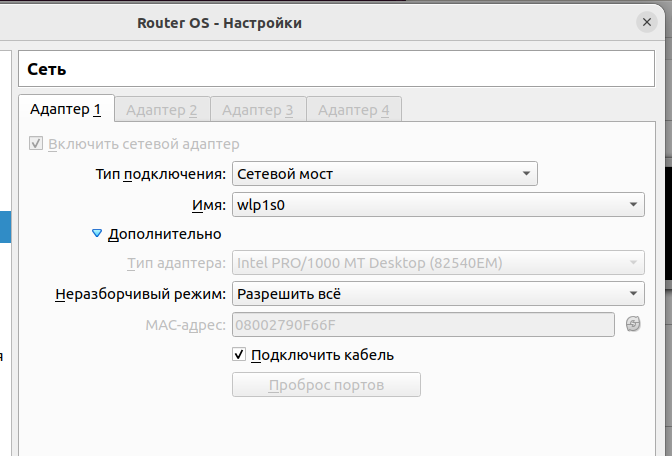 Router OS - Настройки
Сеть
Адаптер 1 Адаптер 2 Адаптер 3 Адаптер 4
Включить сетевой адаптер
Тип подключения: Сетевой мост
Имя: wlp1s0
Дополнительно
Тип адаптера: Intel PRO/1000 MT Desktop (82540EM)
Неразборчивый режим: Разрешить всё
MAC-адрес: 08002790F66F
я
Подключить кабель
Проброс портов